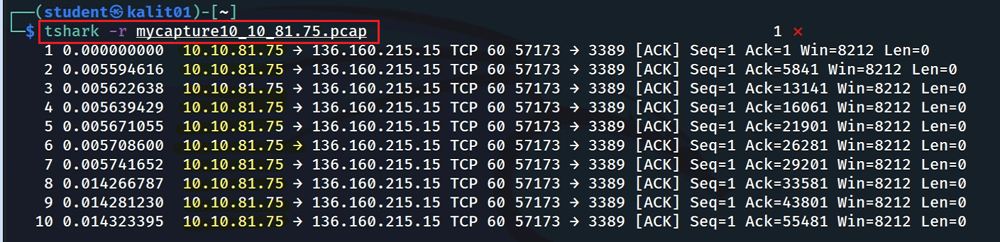 ┌──(student㉿kalit01)-[~]
└─$ tshark -r mycapture10_10_81.75.pcap 1 ⨯
1 0.000000000 10.10.81.75 → 136.160.215.15 TCP 60 57173 → 3389 [ACK] Seq=1 Ack=1 Win=8212 Len=0
2 0.005594616 10.10.81.75 → 136.160.215.15 TCP 60 57173 → 3389 [ACK] Seq=1 Ack=5841 Win=8212 Len=0
3 0.005622638 10.10.81.75 → 136.160.215.15 TCP 60 57173 → 3389 [ACK] Seq=1 Ack=13141 Win=8212 Len=0
4 0.005639429 10.10.81.75 → 136.160.215.15 TCP 60 57173 → 3389 [ACK] Seq=1 Ack=16061 Win=8212 Len=0
5 0.005671055 10.10.81.75 → 136.160.215.15 TCP 60 57173 → 3389 [ACK] Seq=1 Ack=21901 Win=8212 Len=0
6 0.005708600 10.10.81.75 → 136.160.215.15 TCP 60 57173 → 3389 [ACK] Seq=1 Ack=26281 Win=8212 Len=0
7 0.005741652 10.10.81.75 → 136.160.215.15 TCP 60 57173 → 3389 [ACK] Seq=1 Ack=29201 Win=8212 Len=0
8 0.014266787 10.10.81.75 → 136.160.215.15 TCP 60 57173 → 3389 [ACK] Seq=1 Ack=33581 Win=8212 Len=0
9 0.014281230 10.10.81.75 → 136.160.215.15 TCP 60 57173 → 3389 [ACK] Seq=1 Ack=43801 Win=8212 Len=0
10 0.014323395 10.10.81.75 → 136.160.215.15 TCP 60 57173 → 3389 [ACK] Seq=1 Ack=55481 Win=8212 Len=0